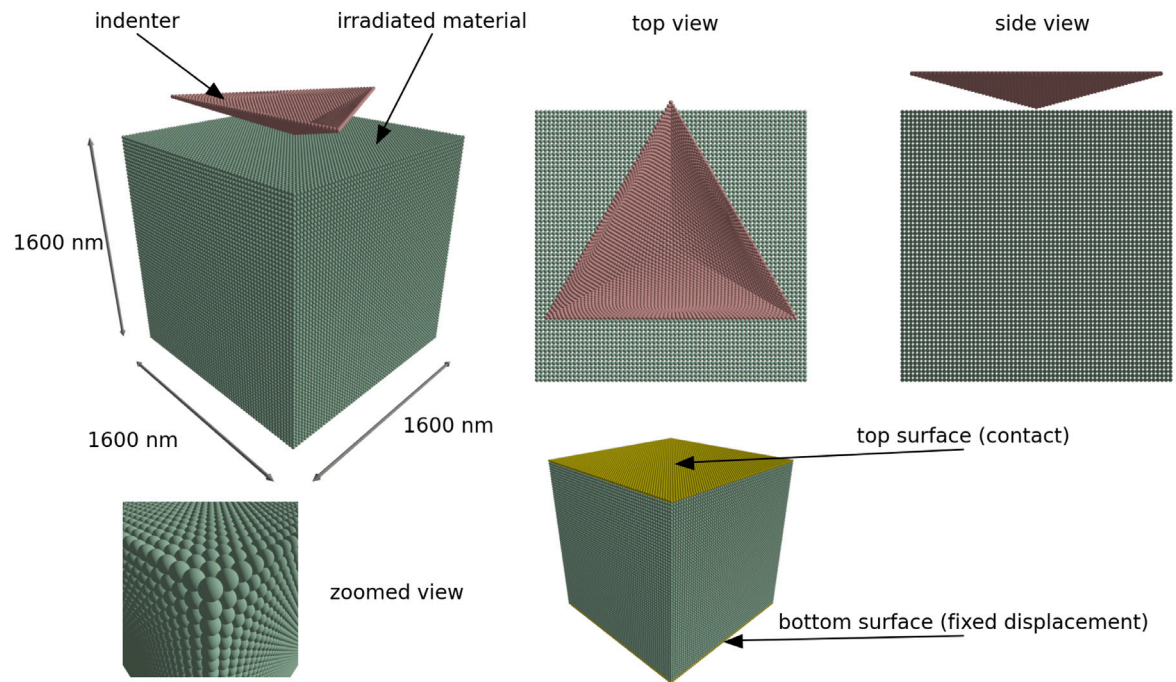 indenter
irradiated material
top view
side view
1600 nm
1600 nm
1600 nm
top surface (contact)
zoomed view
bottom surface (fixed displacement)